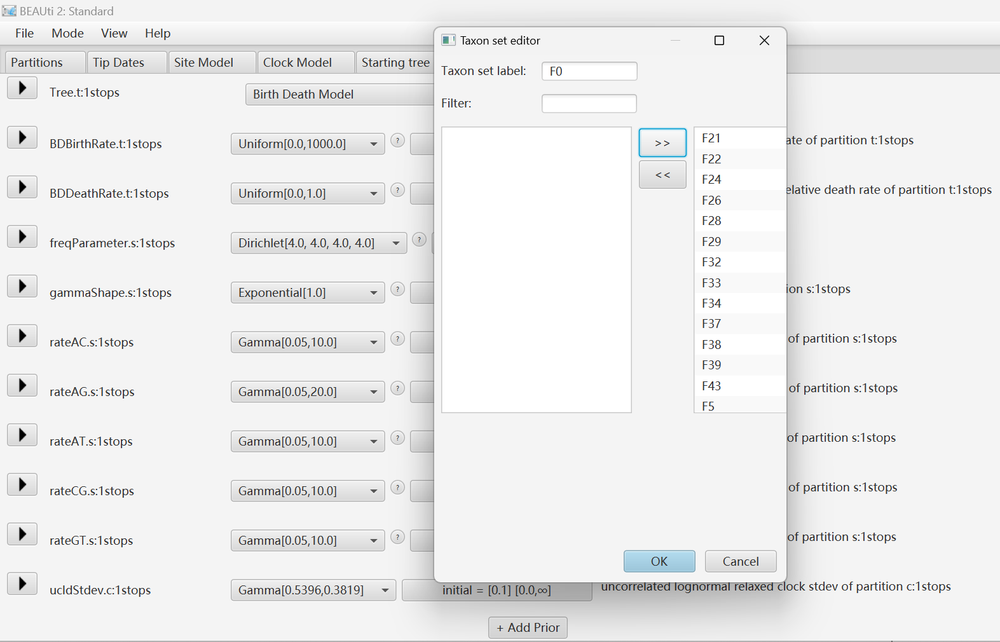 BEAUti 2: Standard
File Mode View Help
Partitions Tip Dates Site Model Clock Model Starting tree
Tree.t:1stops Birth Death Model
BDBirthRate.t:1stops Uniform[0.0,1000.0] ? ate of partition t:1stops
BDDeathRate.t:1stops Uniform[0.0,1.0] ? elative death rate of partition t:1stops
freqParameter.s:1stops Dirichlet[4.0, 4.0, 4.0, 4.0] ?
gammaShape.s:1stops Exponential[1.0] ? ion s:1stops
rateAC.s:1stops Gamma[0.05,10.0] ? of partition s:1stops
rateAG.s:1stops Gamma[0.05,20.0] ? of partition s:1stops
rateAT.s:1stops Gamma[0.05,10.0] ? of partition s:1stops
rateCG.s:1stops Gamma[0.05,10.0] ? of partition s:1stops
rateGT.s:1stops Gamma[0.05,10.0] ? of partition s:1stops
ucldStdev.c:1stops Gamma[0.5396,0.3819] initial = [0.1] [0.0,∞] uncorrelated lognormal relaxed clock stdev of partition c:1stops
+ Add Prior
Taxon set editor
Taxon set label: F0
Filter:
>>
<<
F21
F22
F24
F26
F28
F29
F32
F33
F34
F37
F38
F39
F43
F5
OK Cancel